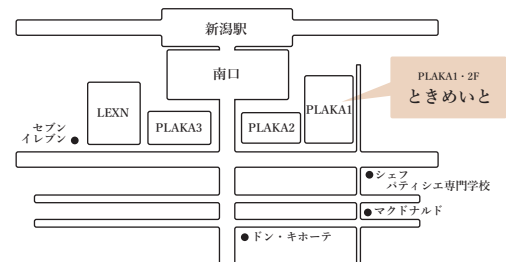 新潟駅
南口
PLAKA1・2F
ときめいと
LEXN
PLAKA3
PLAKA2
PLAKA1
セブン
イレブン
シェフ
パティシエ専門学校
マクドナルド
ドン・キホーテ